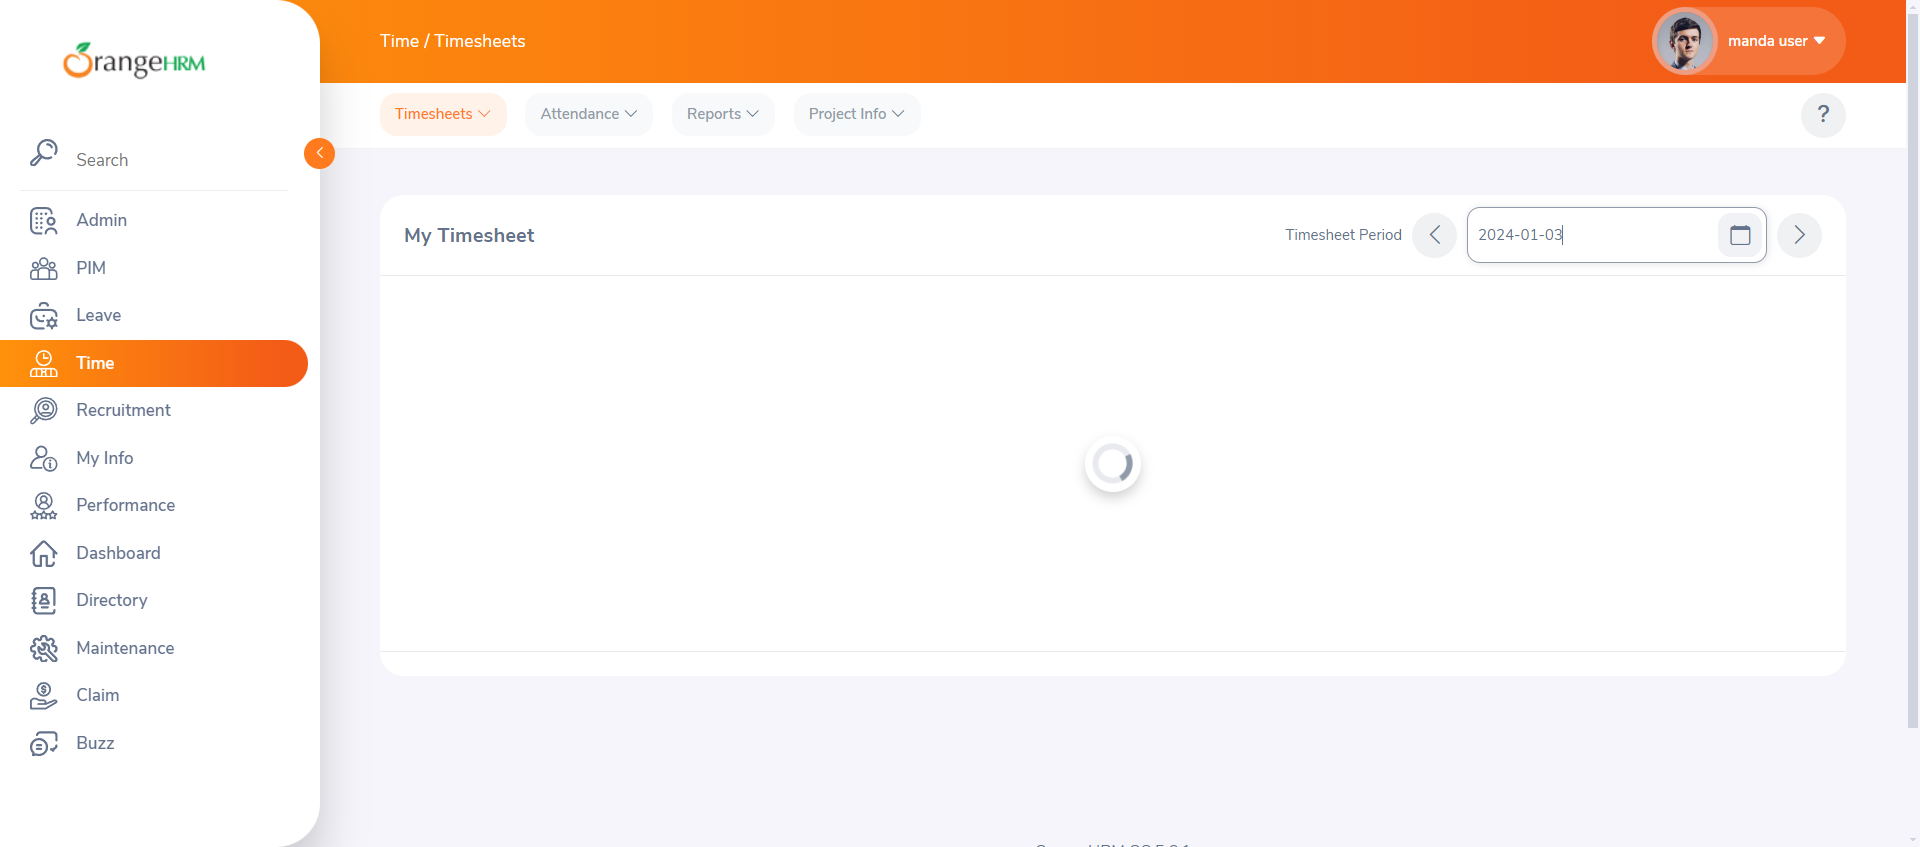 OrangeHRM
Time / Timesheets
manda user
Timesheets
Attendance
Reports
Project Info
?
Search
Admin
PIM
Leave
Time
Recruitment
My Info
Performance
Dashboard
Directory
Maintenance
Claim
Buzz
My Timesheet
Timesheet Period
2024-01-03